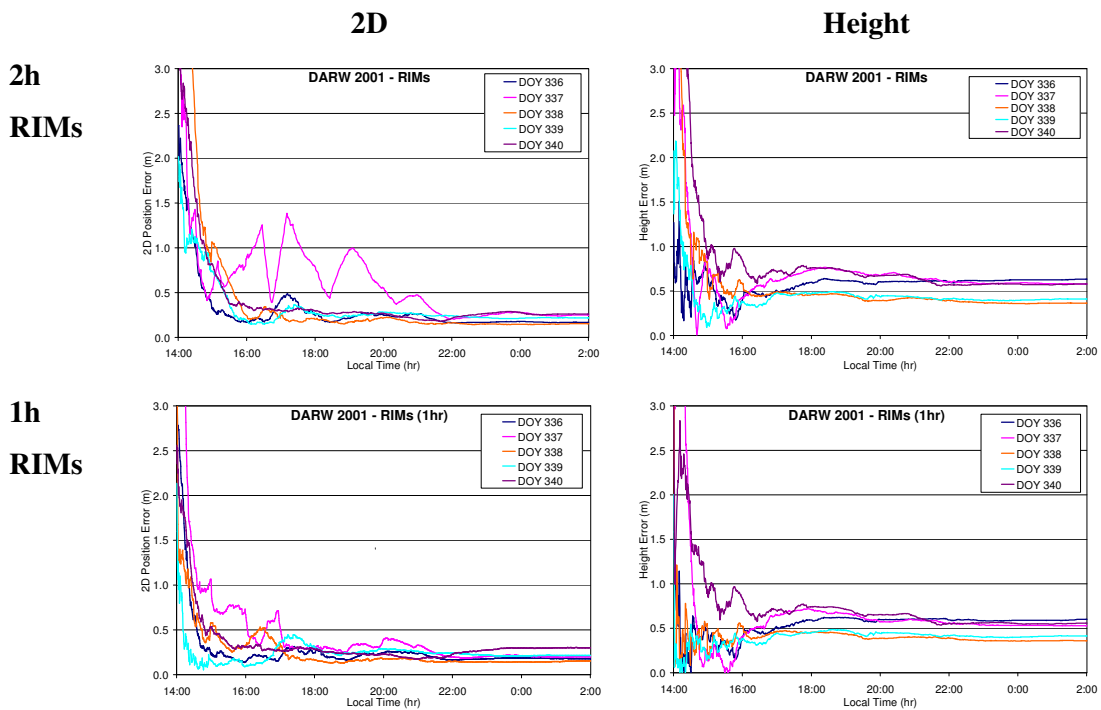 2D
Height
2h
RIMs
DARW 2001 - RIMs
DOY 336
DOY 337
DOY 338
DOY 339
DOY 340
2D Position Error (m)
3.0
2.5
2.0
1.5
1.0
0.5
0.0
14:00 16:00 18:00 20:00 22:00 0:00 2:00
Local Time (hr)
DARW 2001 - RIMs
DOY 336
DOY 337
DOY 338
DOY 339
DOY 340
Height Error (m)
3.0
2.5
2.0
1.5
1.0
0.5
0.0
14:00 16:00 18:00 20:00 22:00 0:00 2:00
Local Time (hr)
1h
RIMs
DARW 2001 - RIMs (1hr)
DOY 336
DOY 337
DOY 338
DOY 339
DOY 340
2D Position Error (m)
3.0
2.5
2.0
1.5
1.0
0.5
0.0
14:00 16:00 18:00 20:00 22:00 0:00 2:00
Local Time (hr)
DARW 2001 - RIMs (1hr)
DOY 336
DOY 337
DOY 338
DOY 339
DOY 340
Height Error (m)
3.0
2.5
2.0
1.5
1.0
0.5
0.0
14:00 16:00 18:00 20:00 22:00 0:00 2:00
Local Time (hr)